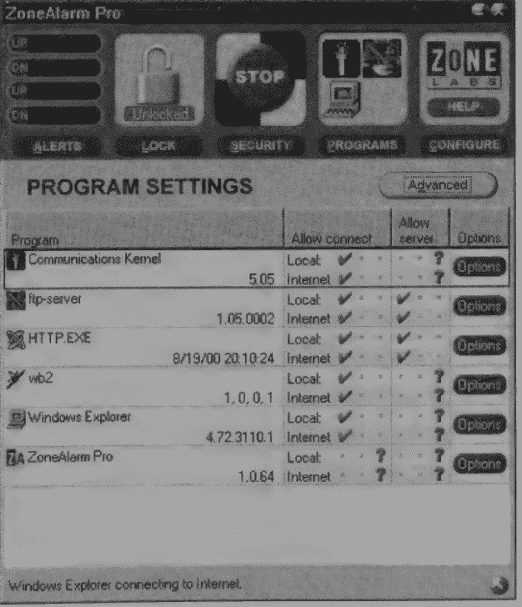 ZoneAlarm Pro
UP
DN
UP
DN
Unlocked
STOP
ZONE
LABS
HELP
ALERTS LOCK SECURITY PROGRAMS CONFIGURE
PROGRAM SETTINGS Advanced
Program Allow connect Allow server Options
Communications Kernel Local: ?
5.05 Internet ? Options
ftp-server Local:
1.05.0002 Internet Options
HTTP.EXE Local:
8/19/00 20:10:24 Internet Options
wb2 Local: ?
1, 0, 0, 1 Internet ? Options
Windows Explorer Local: ?
4.72.3110.1 Internet ? Options
ZA ZoneAlarm Pro Local: ? ?
1.0.64 Internet ? ? Options
Windows Explorer connecting to Internet.